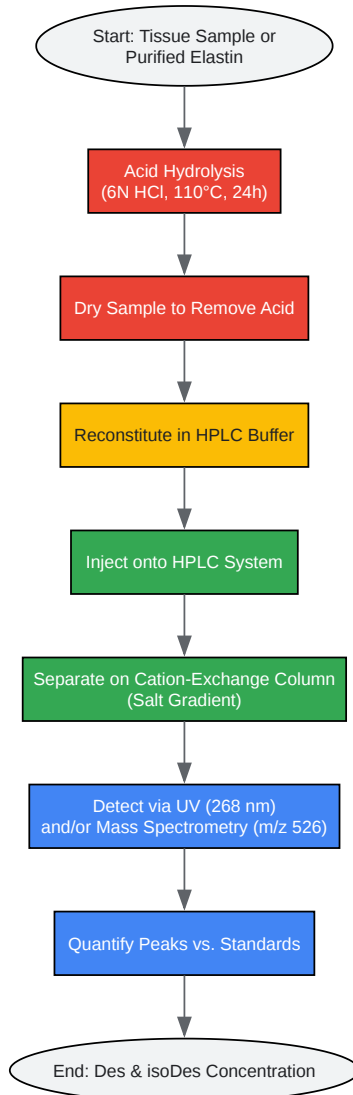 Start: Tissue Sample or
Purified Elastin
Acid Hydrolysis
(6N HCl, 110°C, 24h)
Dry Sample to Remove Acid
Reconstitute in HPLC Buffer
Inject onto HPLC System
Separate on Cation-Exchange Column
(Salt Gradient)
Detect via UV (268 nm)
and/or Mass Spectrometry (m/z 526)
Quantify Peaks vs. Standards
End: Des & isoDes Concentration